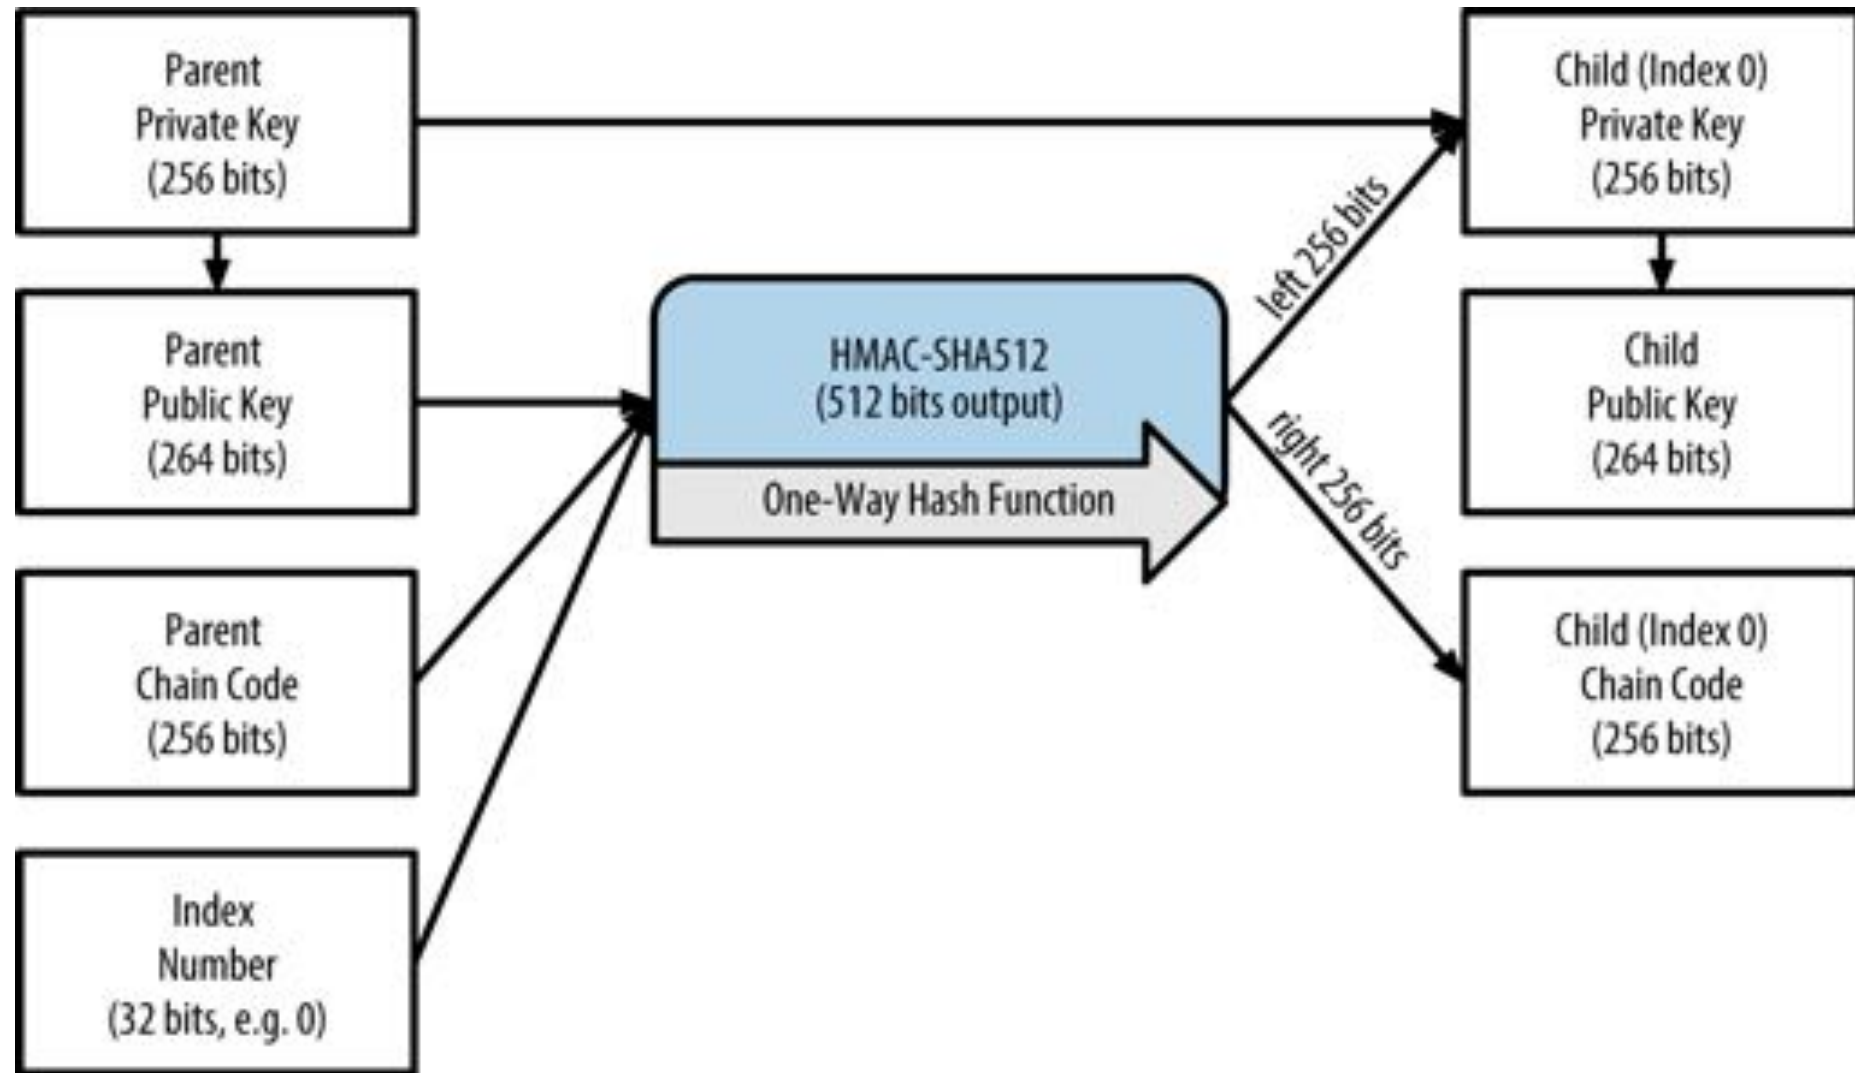 Parent
Private Key
(256 bits)
Parent
Public Key
(264 bits)
Parent
Chain Code
(256 bits)
Index
Number
(32 bits, e.g. 0)
HMAC-SHA512
(512 bits output)
One-Way Hash Function
left 256 bits
right 256 bits
Child (Index 0)
Private Key
(256 bits)
Child
Public Key
(264 bits)
Child (Index 0)
Chain Code
(256 bits)